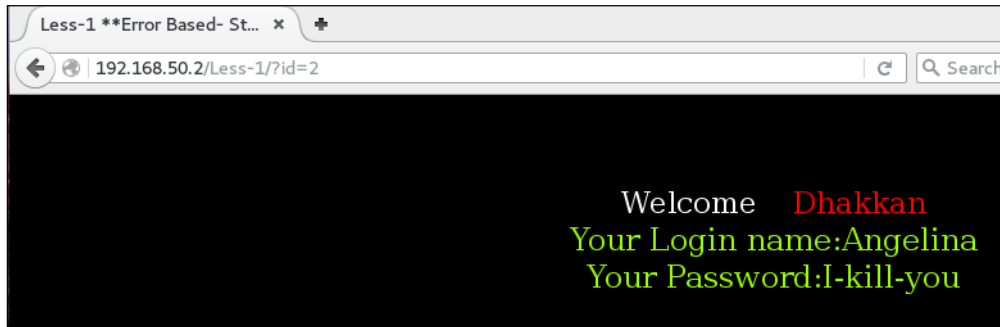 Less-1 **Error Based- St...
192.168.50.2/Less-1/?id=2
Search
Welcome Dhakkan
Your Login name:Angelina
Your Password:I-kill-you